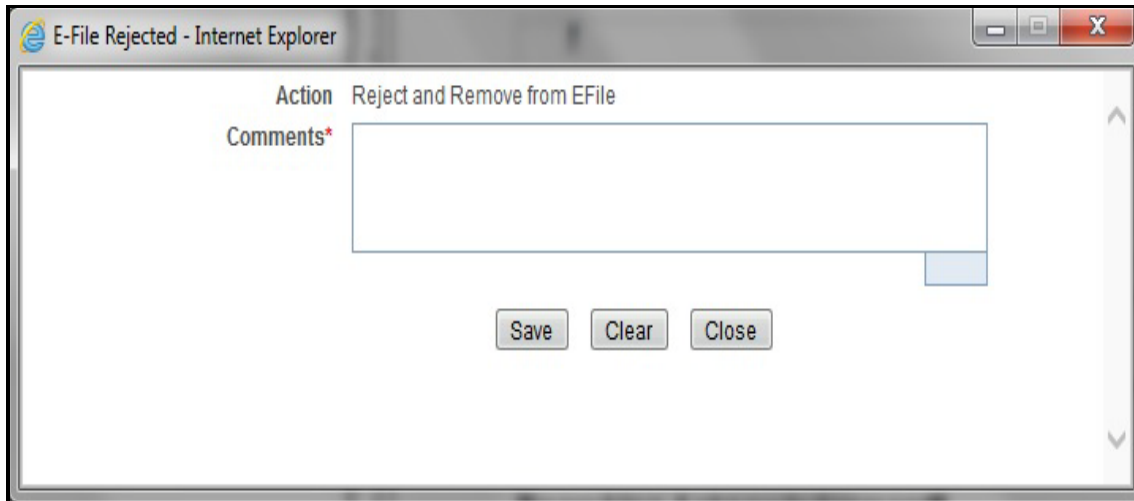 E-File Rejected - Internet Explorer
Action Reject and Remove from EFile
Comments*
Save Clear Close